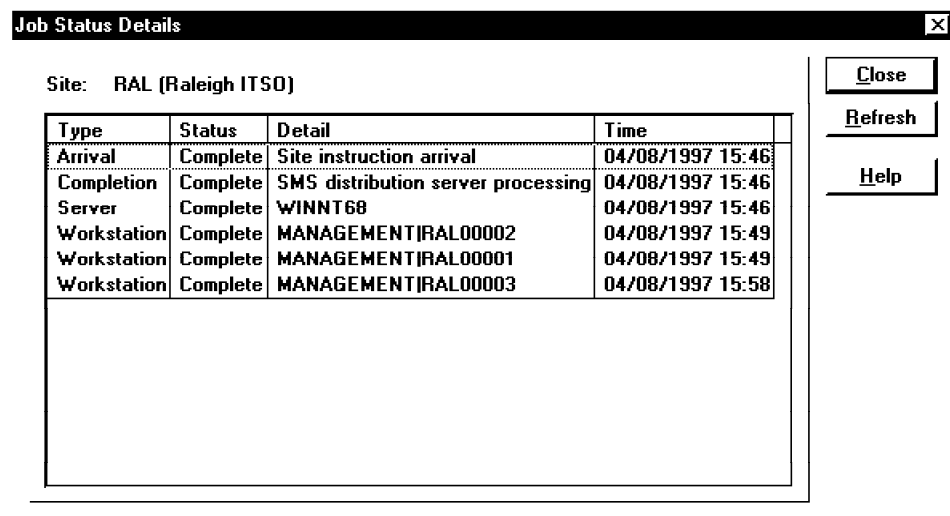 Job Status Details
Site: RAL (Raleigh ITSO)
Close
Refresh
Help
Type Status Detail Time
Arrival Complete Site instruction arrival 04/08/1997 15:46
Completion Complete SMS distribution server processing 04/08/1997 15:46
Server Complete WINNT68 04/08/1997 15:46
Workstation Complete MANAGEMENT|RAL00002 04/08/1997 15:49
Workstation Complete MANAGEMENT|RAL00001 04/08/1997 15:49
Workstation Complete MANAGEMENT|RAL00003 04/08/1997 15:58